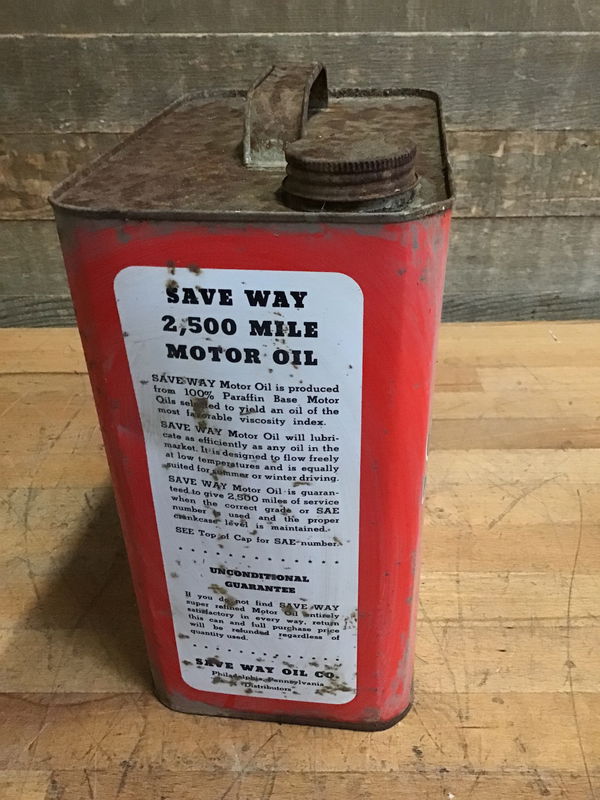 SAVE WAY
2,500 MILE
MOTOR OIL
SAVE WAY Motor Oil is produced
from 100% Paraffin Base Motor
Oils selected to yield an oil of the
most favorable viscosity index.
SAVE WAY Motor Oil will lubri-
cate as efficiently as any oil in the
market. It is designed to flow freely
at low temperatures and is equally
suited for summer or winter driving.
SAVE WAY Motor Oil is guaran-
teed to give 2,500 miles of service
when the correct grade or SAE
number is used and the proper
crankcase level is maintained.
SEE Top of Cap for SAE number.
UNCONDITIONAL
GUARANTEE
If you do not find SAVE WAY
super refined Motor Oil entirely
satisfactory in every way, return
this can and full purchase price
will be refunded regardless of
quantity used.
SAVE WAY OIL CO.
Philadelphia, Pennsylvania
Distributors